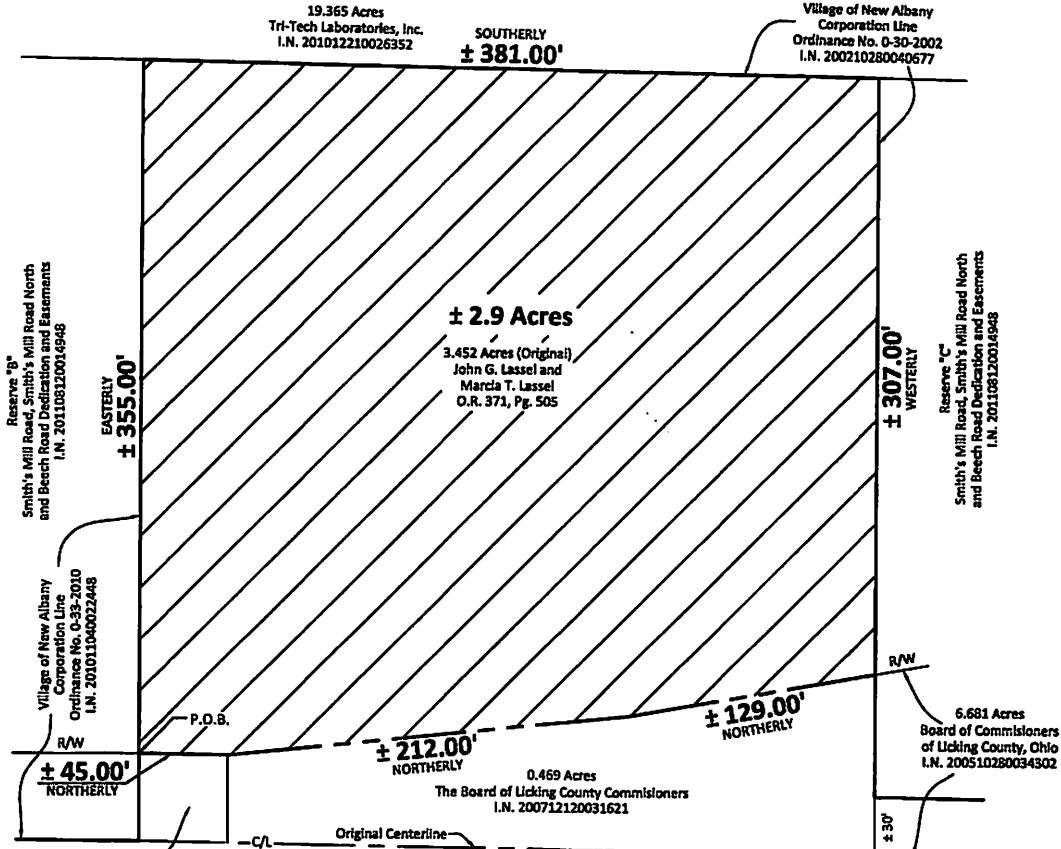 19.365 Acres
Tri-Tech Laboratories, Inc.
I.N. 201012210026352
SOUTHERLY
± 381.00'
Village of New Albany
Corporation Line
Ordinance No. 0-30-2002
I.N. 200210280040677
Reserve "B"
Smith's Mill Road, Smith's Mill Road North
and Beech Road Dedication and Easements
I.N. 201108120014948
EASTERLY
± 355.00'
± 2.9 Acres
3.452 Acres (Original)
John G. Lassel and
Marcia T. Lassel
O.R. 371, Pg. 505
± 307.00'
WESTERLY
Reserve "C"
Smith's Mill Road, Smith's Mill Road North
and Beech Road Dedication and Easements
I.N. 201108120014948
Village of New Albany
Corporation Line
Ordinance No. 0-33-2010
I.N. 201011040022448
P.O.B.
R/W
± 45.00'
NORTHERLY
± 212.00'
NORTHERLY
± 129.00'
NORTHERLY
R/W
6.681 Acres
Board of Commisioners
of Licking County, Ohio
I.N. 200510280034302
0.469 Acres
The Board of Licking County Commisioners
I.N. 200712120031621
C/L
Original Centerline
± 30'